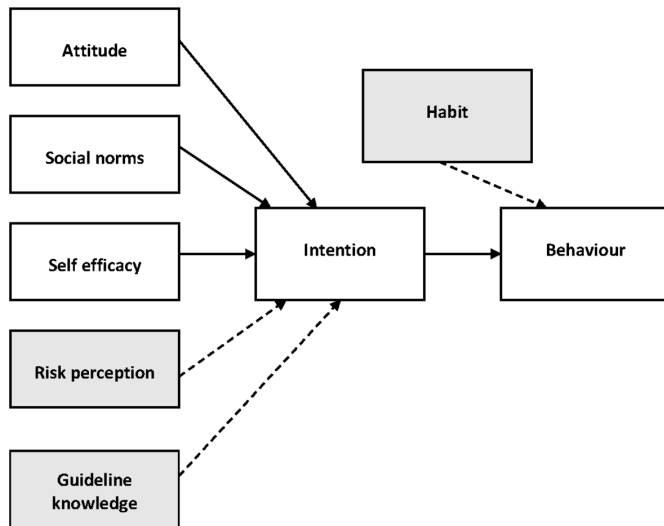 Attitude
Habit
Social norms
Self efficacy
Intention
Behaviour
Risk perception
Guideline
knowledge